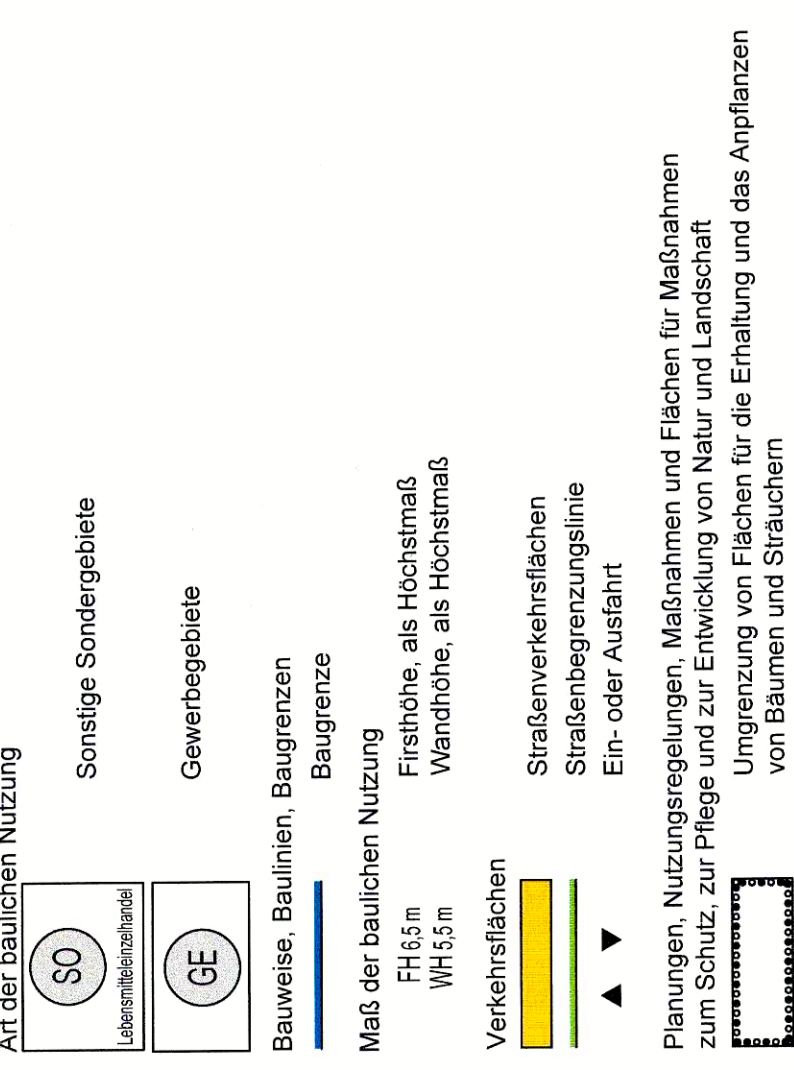 Art der baulichen Nutzung
SO
Lebensmitteleinzelhandel
Sonstige Sondergebiete
GE
Gewerbegebiete
Bauweise, Baulinien, Baugrenzen
Baugrenze
Maß der baulichen Nutzung
FH 6,5 m Firsthöhe, als Höchstmaß
WH 5,5 m Wandhöhe, als Höchstmaß
Verkehrsflächen
Straßenverkehrsflächen
Straßenbegrenzungslinie
Ein- oder Ausfahrt
Planungen, Nutzungsregelungen, Maßnahmen und Flächen für Maßnahmen
zum Schutz, zur Pflege und zur Entwicklung von Natur und Landschaft
Umgrenzung von Flächen für die Erhaltung und das Anpflanzen
von Bäumen und Sträuchern